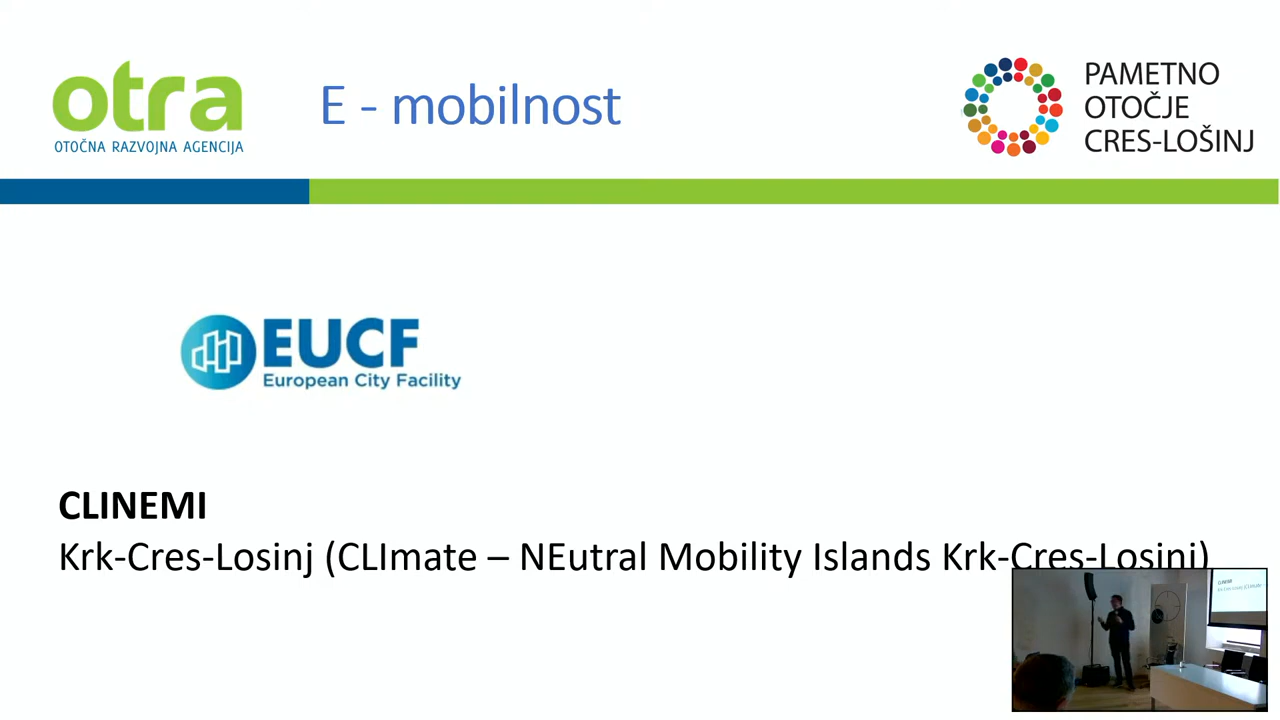 otra
OTOČNA RAZVOJNA AGENCIJA
E - mobilnost
PAMETNO
OTOČJE
CRES-LOŠINJ
EUCF
European City Facility
CLINEMI
Krk-Cres-Losinj (CLImate – NEutral Mobility Islands Krk-Cres-Losinj)
CLINEMI